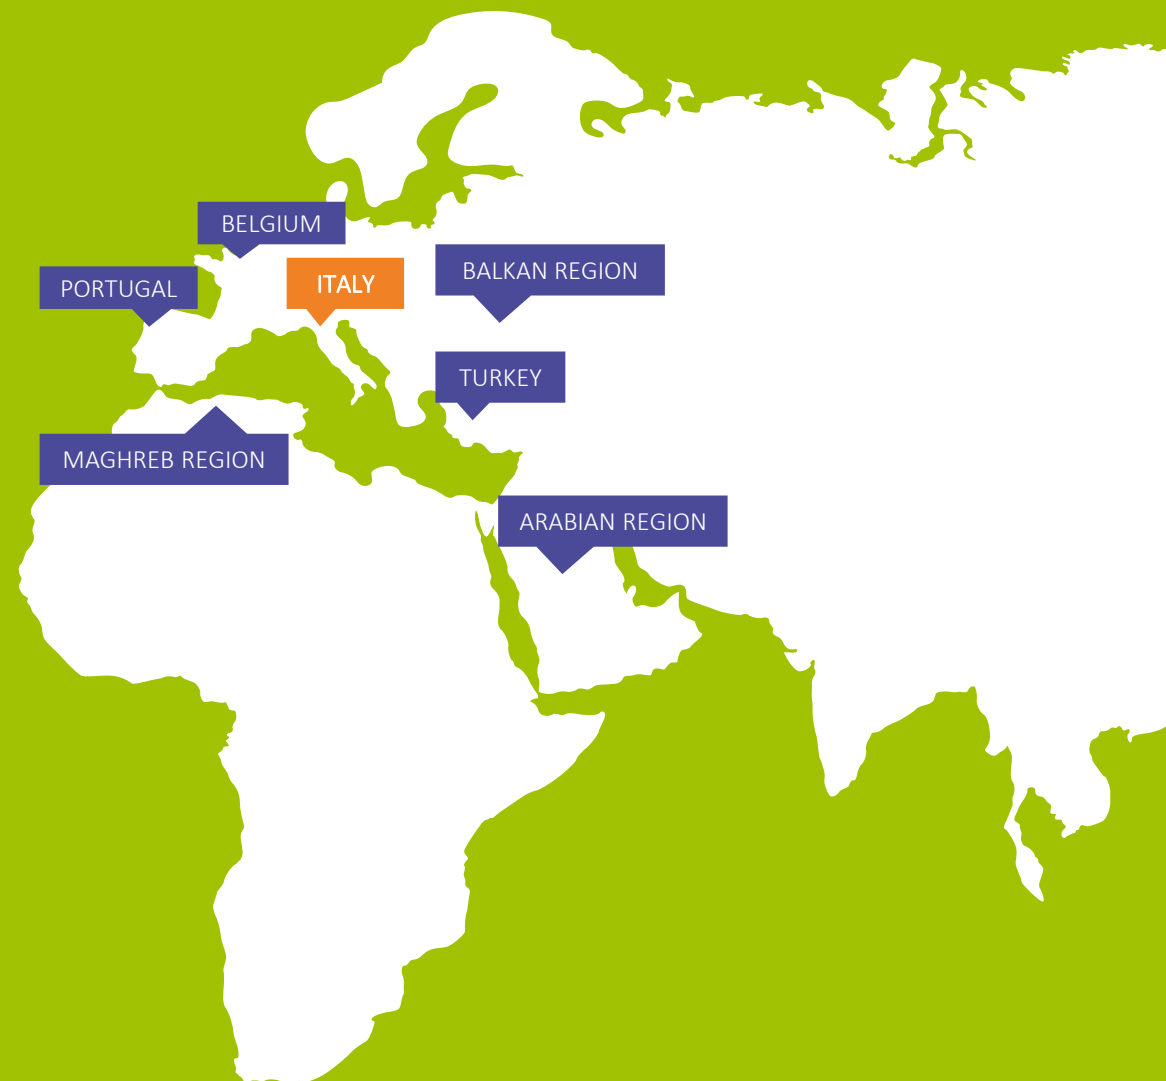 BELGIUM
BALKAN REGION
ITALY
PORTUGAL
TURKEY
MAGHREB REGION
ARABIAN REGION